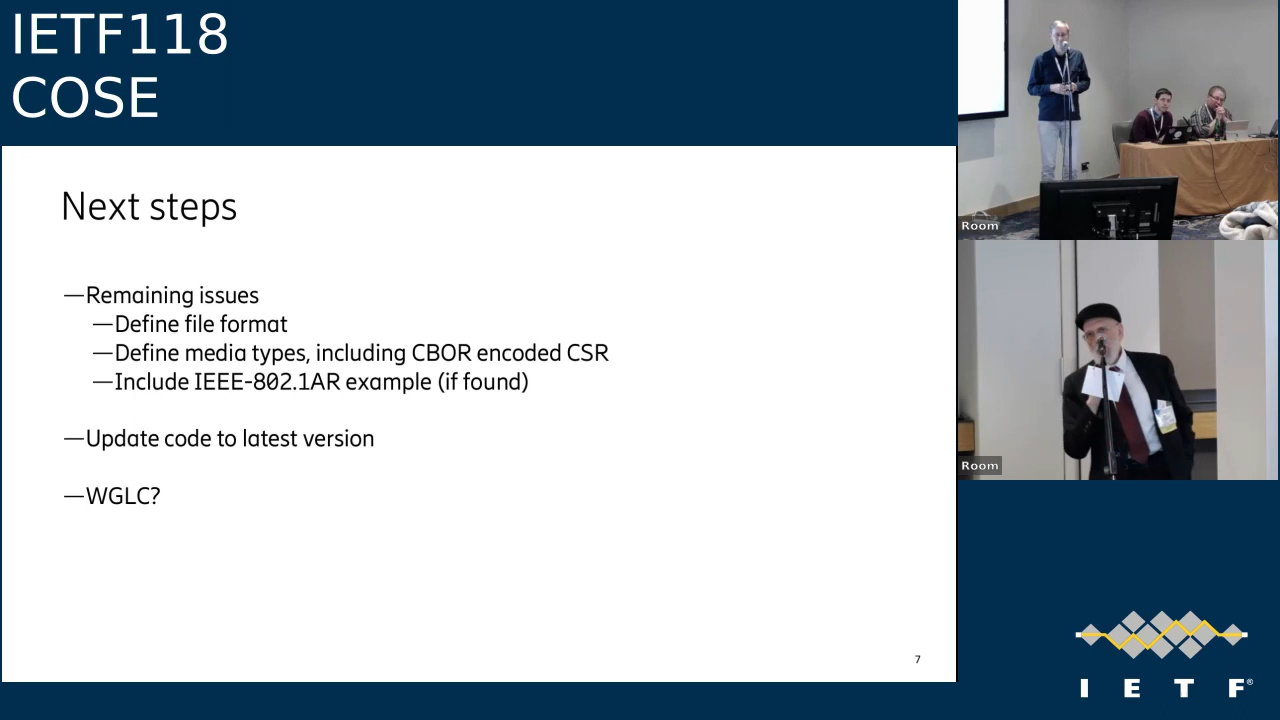 IETF118
COSE
Next steps
—Remaining issues
—Define file format
—Define media types, including CBOR encoded CSR
—Include IEEE-802.1AR example (if found)
—Update code to latest version
—WGLC?
7
Room
Room
I E T F®